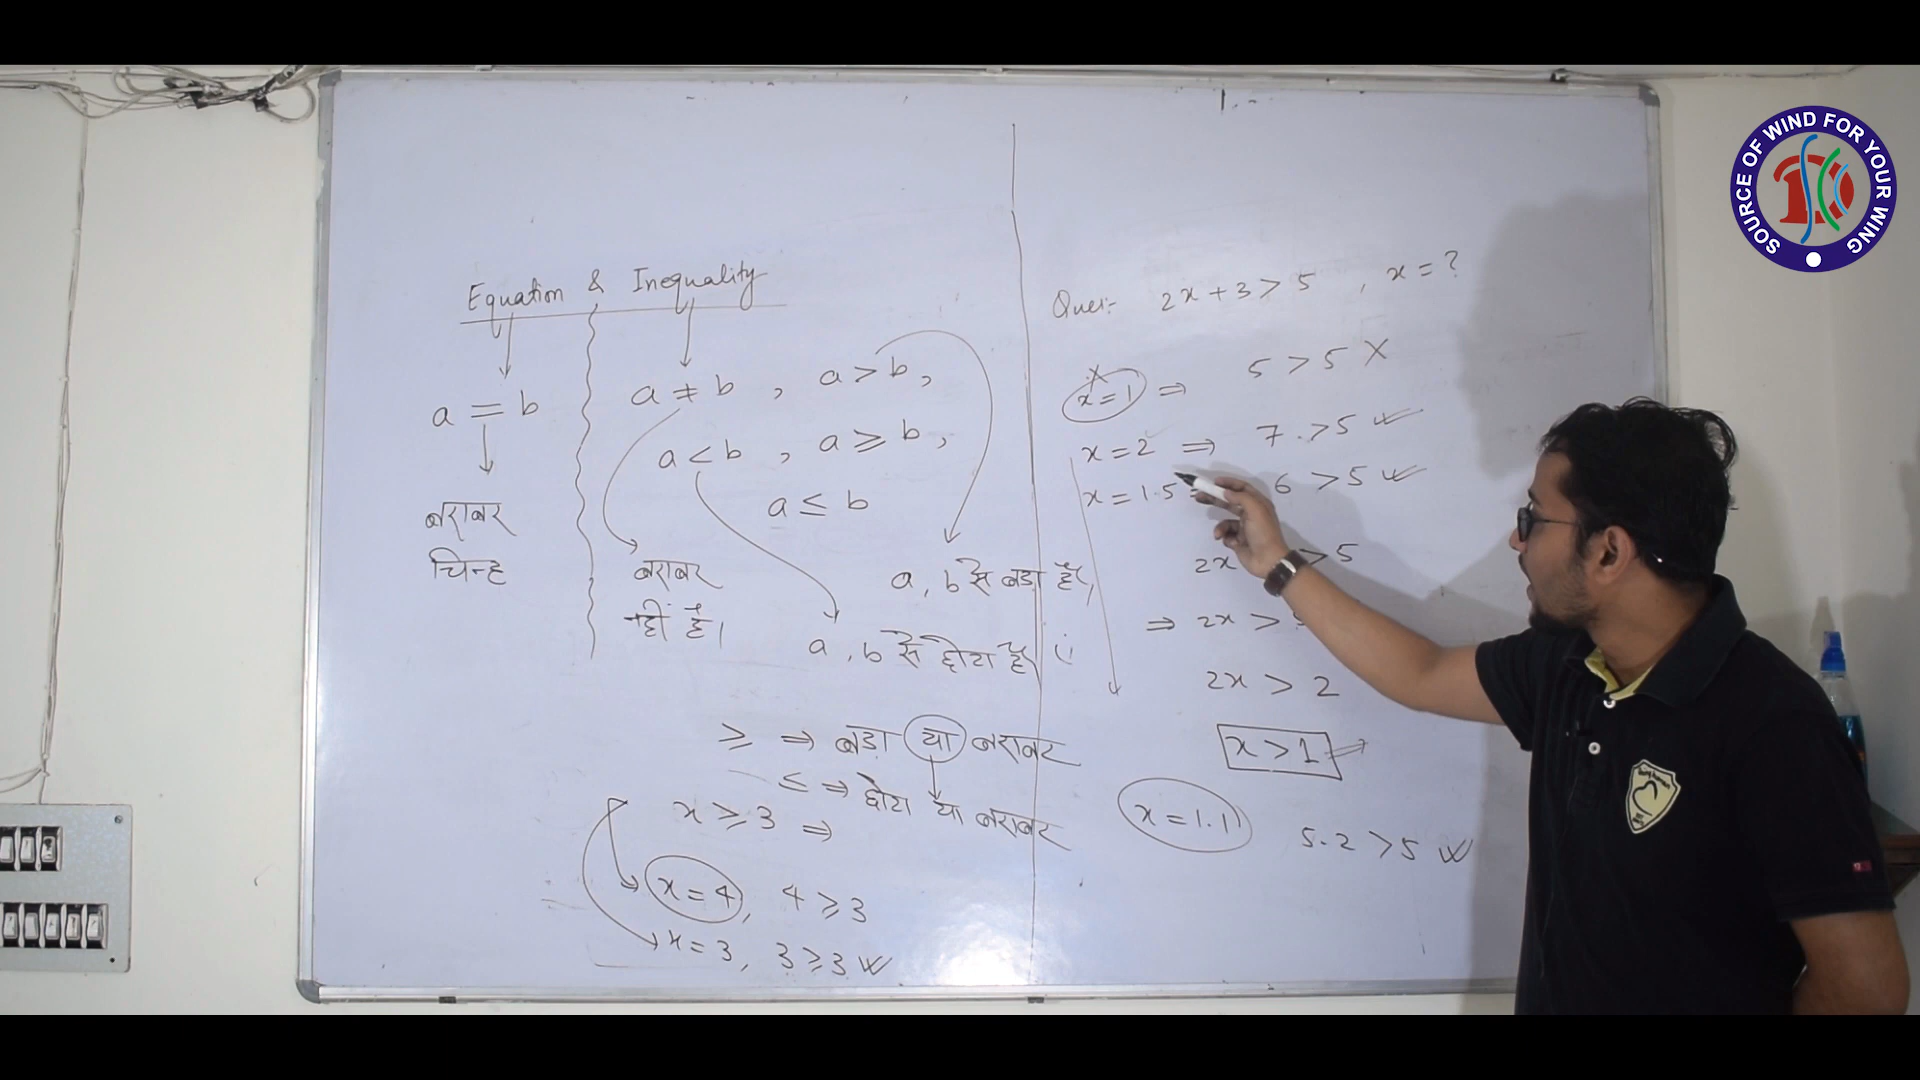 Equation & Inequality
a = b
बराबर
चिन्ह
a ≠ b , a > b ,
a < b , a ≥ b ,
a ≤ b
बराबर
नहीं है।
a , b से बड़ा है।
a , b से छोटा है।
≥ ⇒ बड़ा या बराबर
≤ ⇒ छोटा या बराबर
x ≥ 3 ⇒
x = 4 , 4 ≥ 3
x = 3 , 3 ≥ 3
Ques:- 2x + 3 > 5 , x = ?
x = 1 ⇒ 5 > 5 X
x = 2 ⇒ 7 > 5
x = 1.5 6 > 5
2x > 5
⇒ 2x >
2x > 2
x > 1 ⇒
x = 1.1
5.2 > 5
SOURCE OF WIND FOR YOUR WING